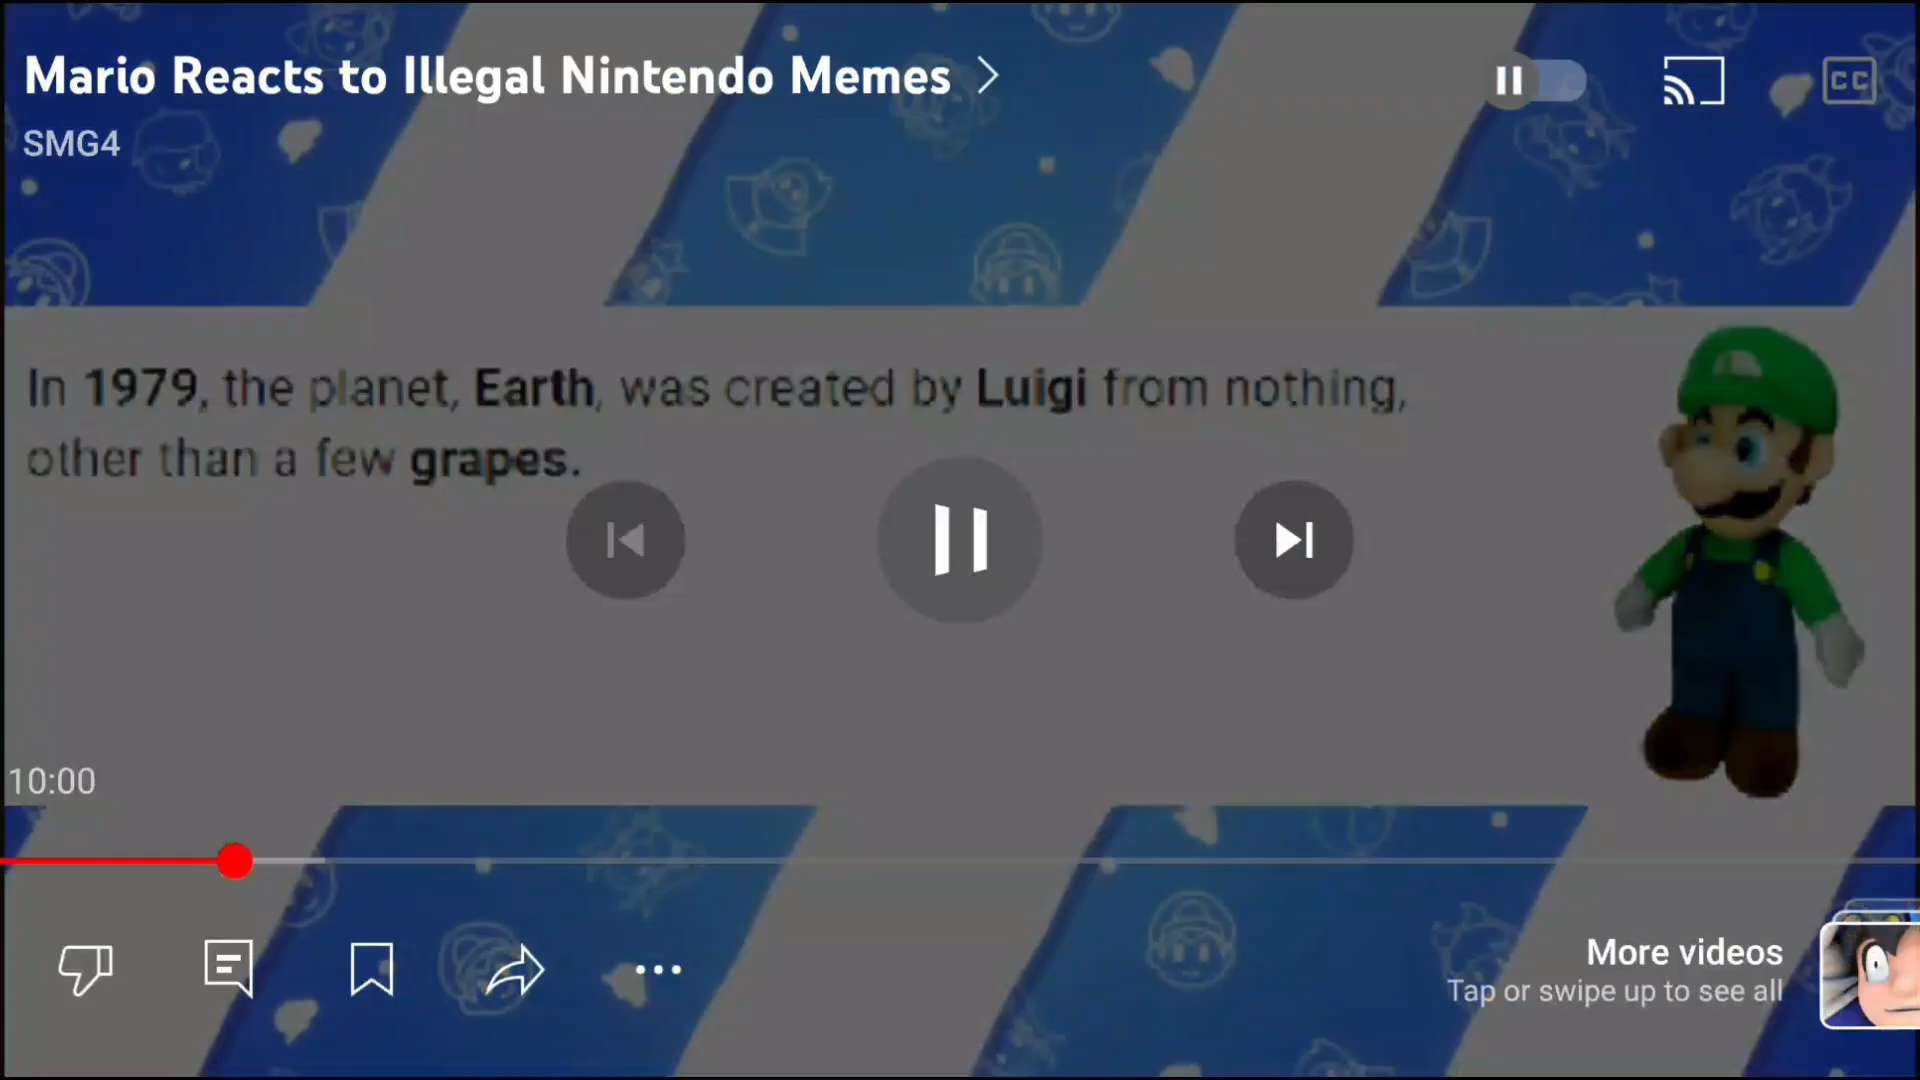 Mario Reacts to Illegal Nintendo Memes
SMG4
CC
In 1979, the planet, Earth, was created by Luigi from nothing,
other than a few grapes.
10:00
More videos
Tap or swipe up to see all